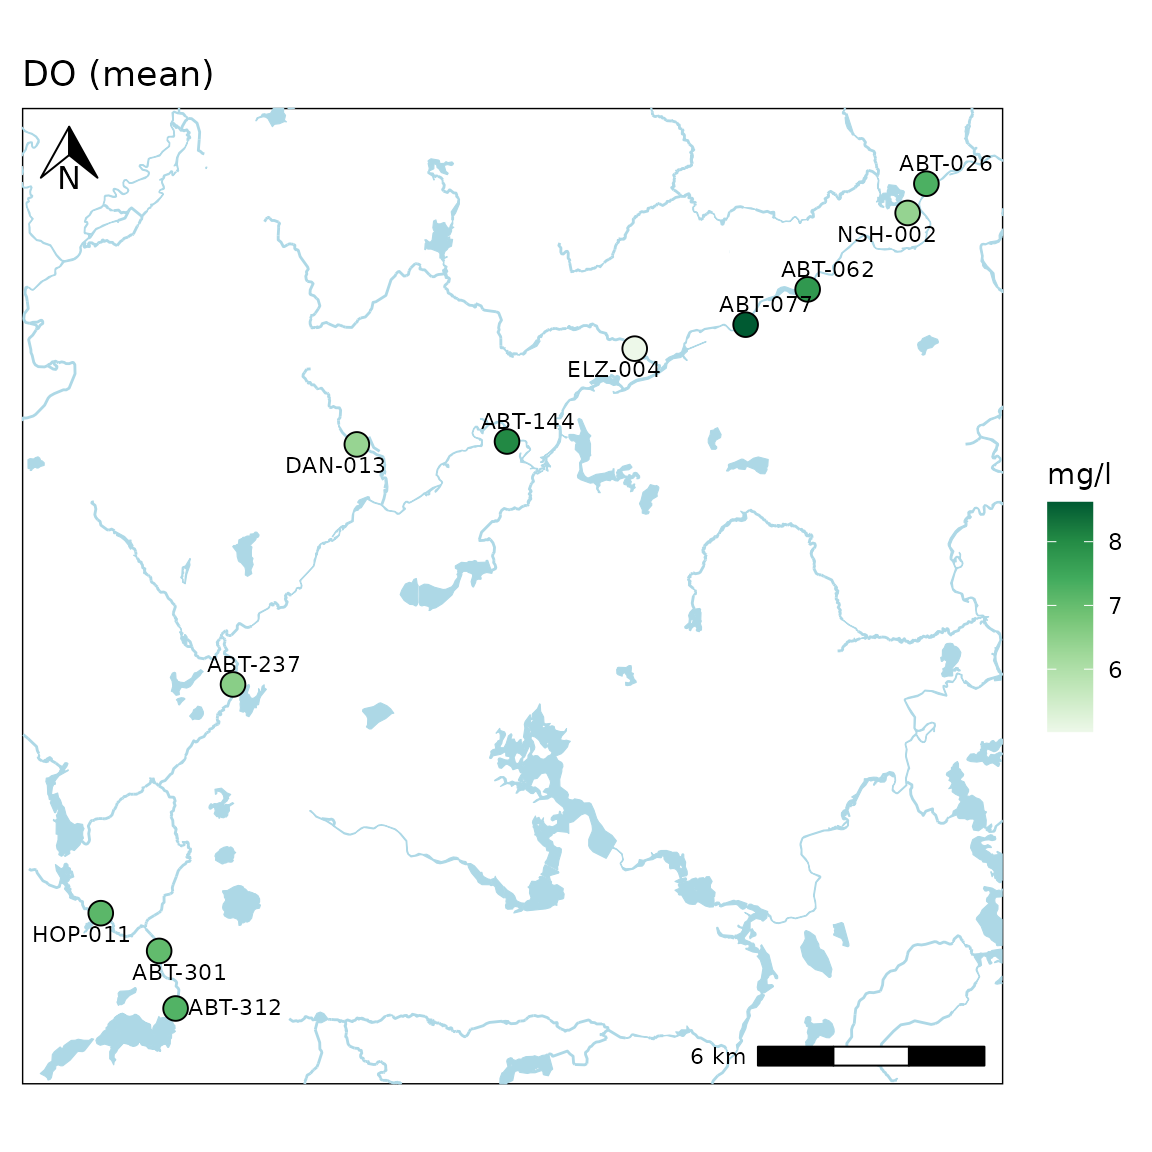 DO (mean)
N
ABT-026
NSH-002
ABT-062
ABT-077
ELZ-004
ABT-144
DAN-013
mg/l
8
7
6
ABT-237
HOP-011
ABT-301
ABT-312
6 km